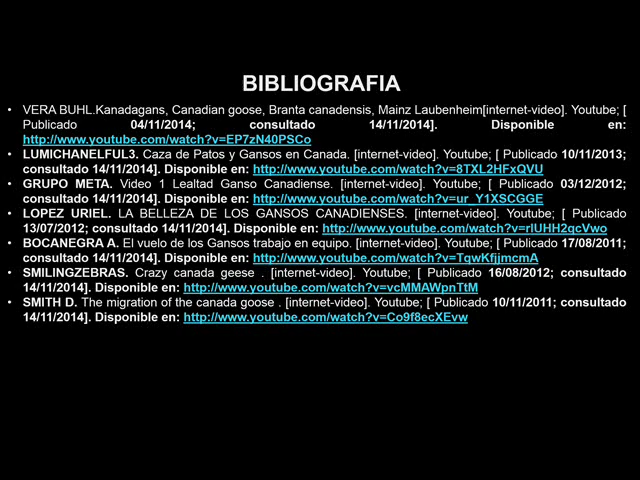 BIBLIOGRAFIA
• VERA BUHL.Kanadagans, Canadian goose, Branta canadensis, Mainz Laubenheim[internet-video]. Youtube; [
Publicado 04/11/2014; consultado 14/11/2014]. Disponible en:
http://www.youtube.com/watch?v=EP7zN40PSCo
• LUMICHANELFUL3. Caza de Patos y Gansos en Canada. [internet-video]. Youtube; [ Publicado 10/11/2013;
consultado 14/11/2014]. Disponible en: http://www.youtube.com/watch?v=8TXL2HFxQVU
• GRUPO META. Video 1 Lealtad Ganso Canadiense. [internet-video]. Youtube; [ Publicado 03/12/2012;
consultado 14/11/2014]. Disponible en: http://www.youtube.com/watch?v=ur_Y1XSCGGE
• LOPEZ URIEL. LA BELLEZA DE LOS GANSOS CANADIENSES. [internet-video]. Youtube; [ Publicado
13/07/2012; consultado 14/11/2014]. Disponible en: http://www.youtube.com/watch?v=rlUHH2qcVwo
• BOCANEGRA A. El vuelo de los Gansos trabajo en equipo. [internet-video]. Youtube; [ Publicado 17/08/2011;
consultado 14/11/2014]. Disponible en: http://www.youtube.com/watch?v=TqwKfjjmcmA
• SMILINGZEBRAS. Crazy canada geese . [internet-video]. Youtube; [ Publicado 16/08/2012; consultado
14/11/2014]. Disponible en: http://www.youtube.com/watch?v=vcMMAWpnTtM
• SMITH D. The migration of the canada goose . [internet-video]. Youtube; [ Publicado 10/11/2011; consultado
14/11/2014]. Disponible en: http://www.youtube.com/watch?v=Co9f8ecXEvw